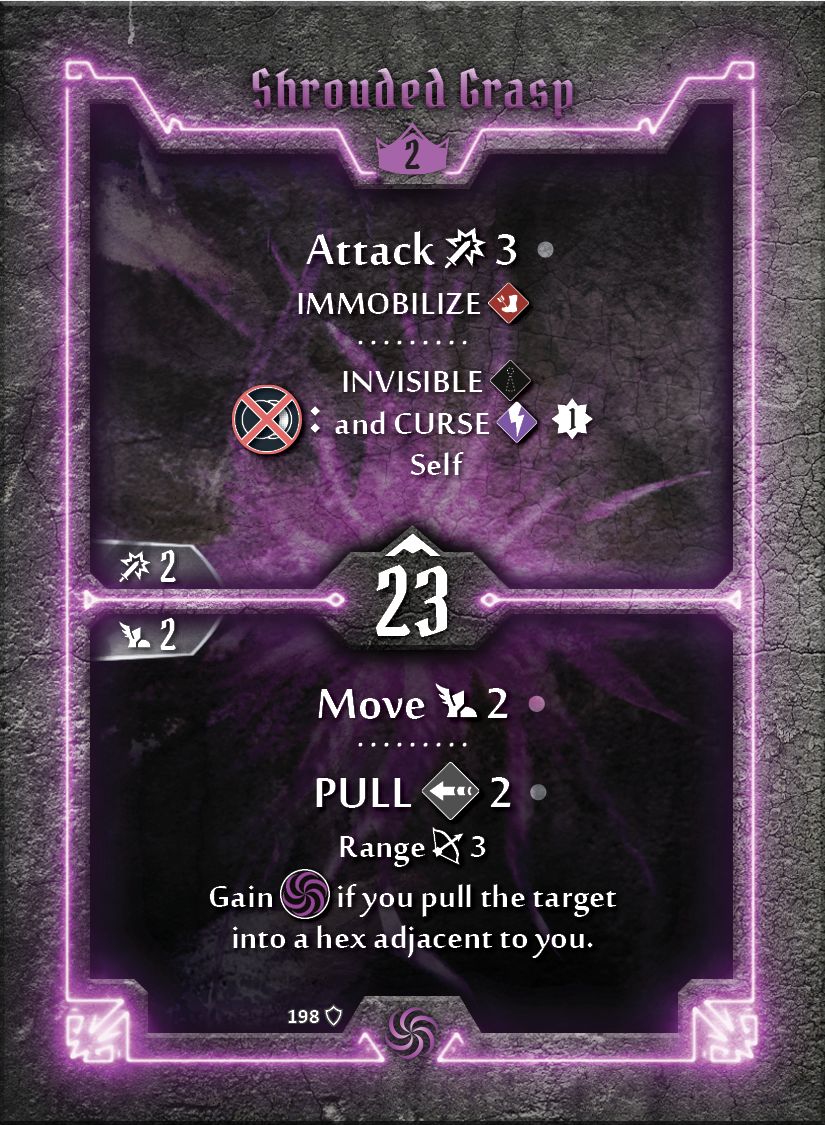 Shrouded Grasp
2
Attack 3
IMMOBILIZE
INVISIBLE
: and CURSE 1
Self
2
23
2
Move 2
PULL 2
Range 3
Gain if you pull the target
into a hex adjacent to you.
198